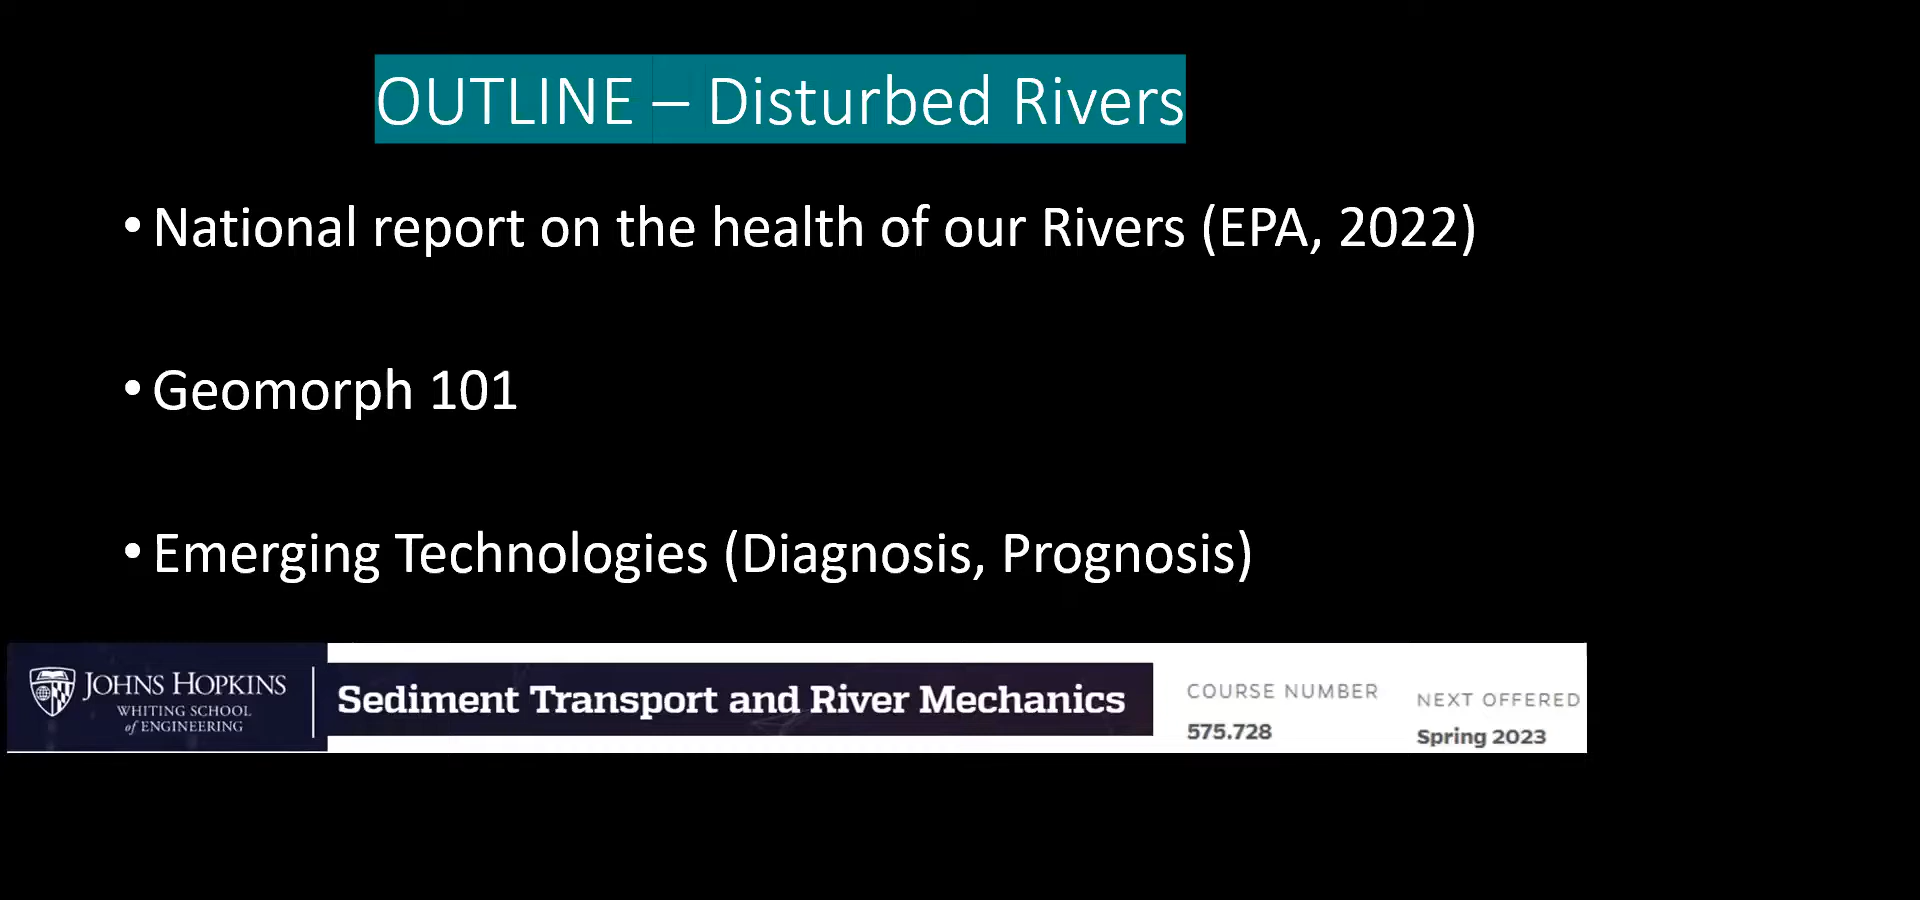 OUTLINE – Disturbed Rivers
• National report on the health of our Rivers (EPA, 2022)
• Geomorph 101
• Emerging Technologies (Diagnosis, Prognosis)
JOHNS HOPKINS
WHITING SCHOOL
of ENGINEERING
Sediment Transport and River Mechanics
COURSE NUMBER
575.728
NEXT OFFERED
Spring 2023